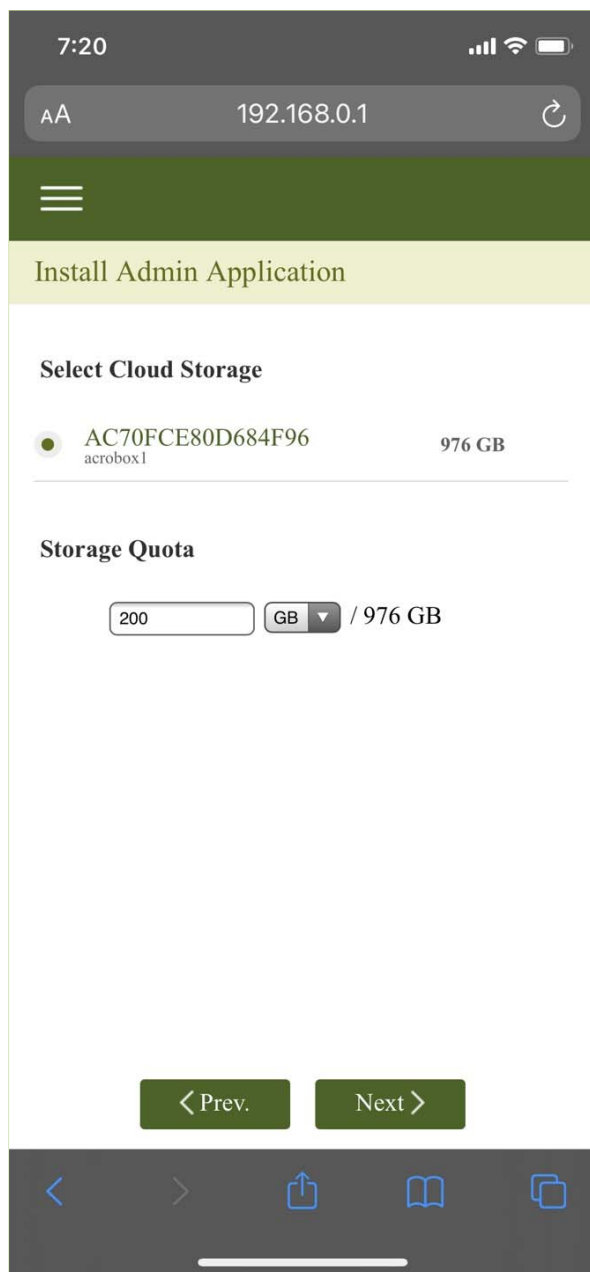 7:20
AA 192.168.0.1
Install Admin Application
Select Cloud Storage
AC70FCE80D684F96 976 GB
acrobox1
Storage Quota
200 GB / 976 GB
Prev. Next